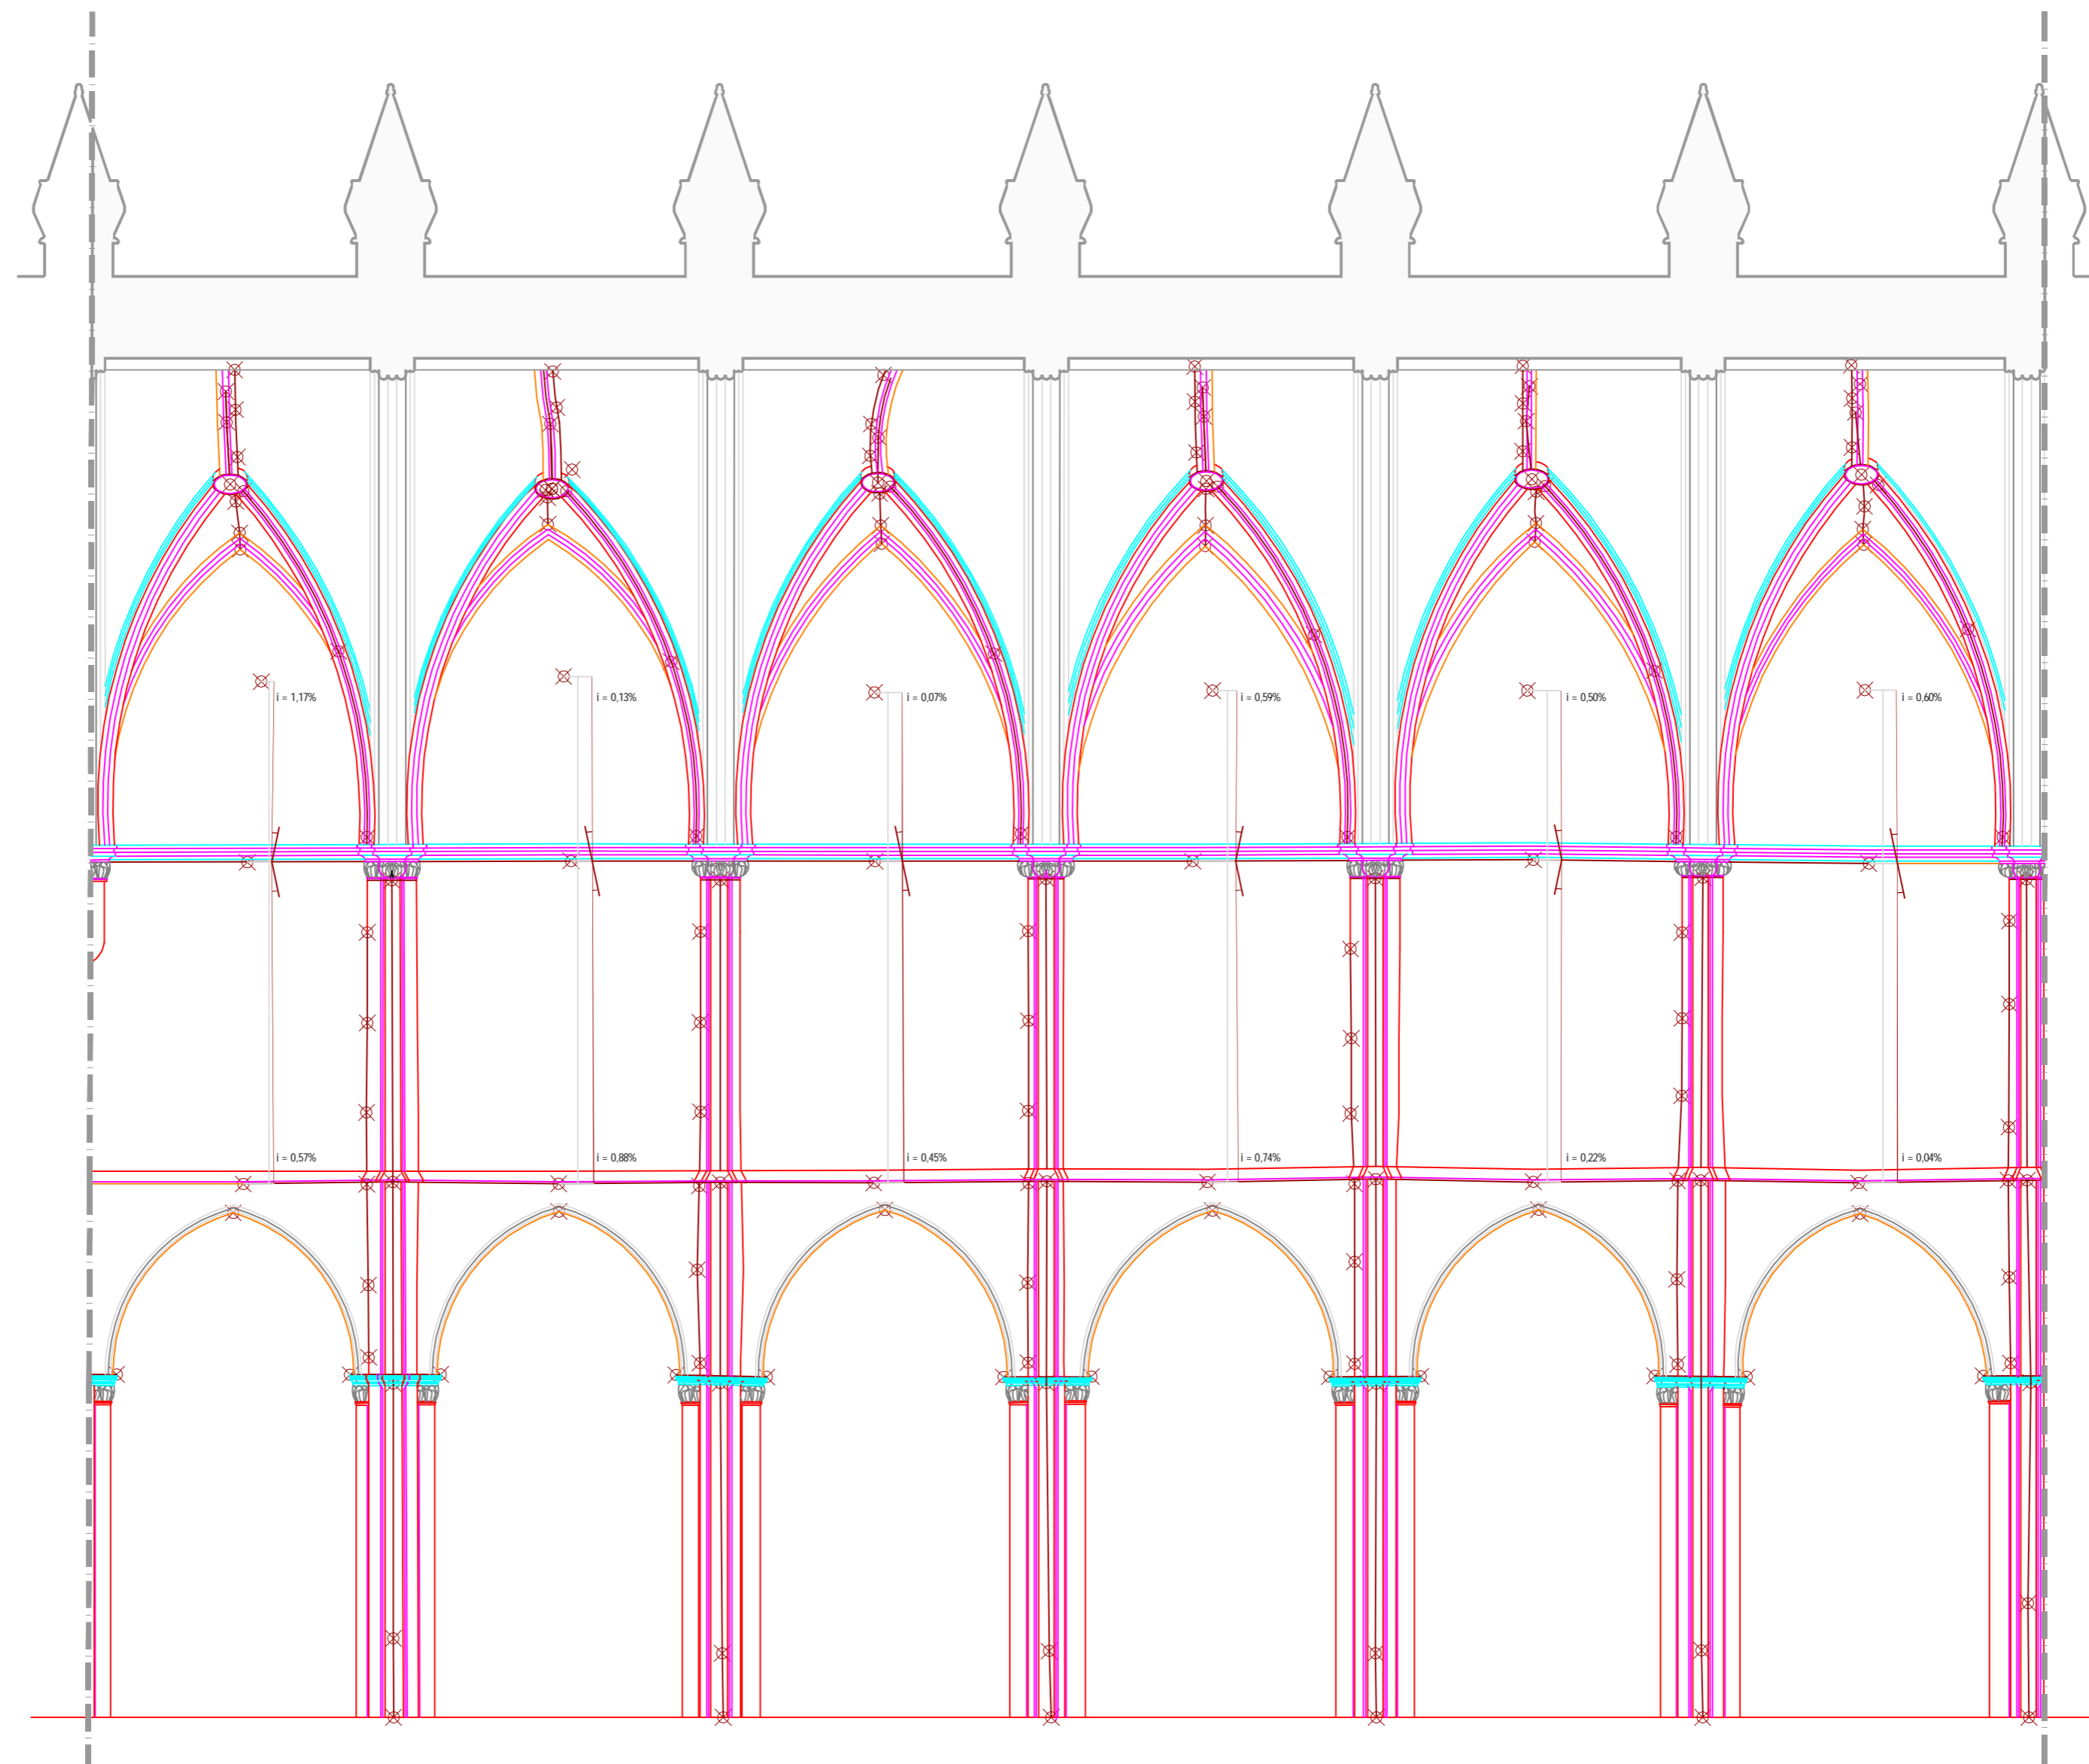 i = 1,17%
i = 0,13%
i = 0,07%
i = 0,59%
i = 0,50%
i = 0,60%
i = 0,57%
i = 0,88%
i = 0,45%
i = 0,74%
i = 0,22%
i = 0,04%